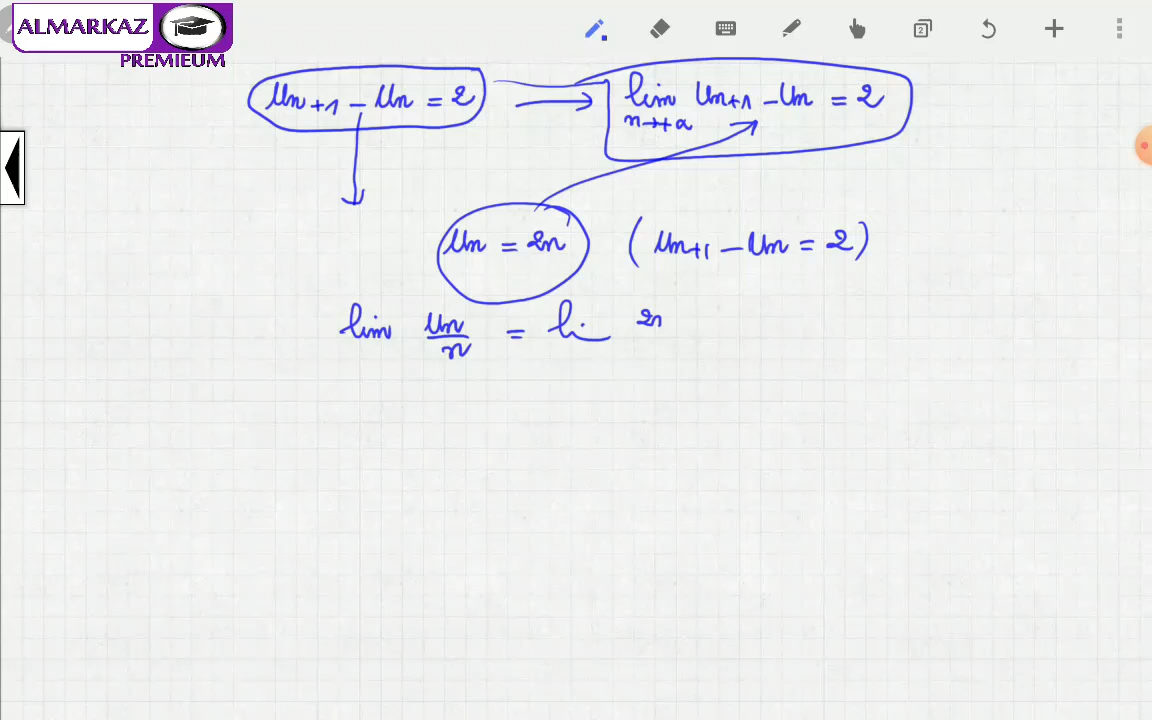 ALMARKAZ
PREMIEUM
2
Un+1 - Un = 2 → lim Un+1 - Un = 2
n→+∞
Un = 2n (Un+1 - Un = 2)
lim Un/n = li 2n